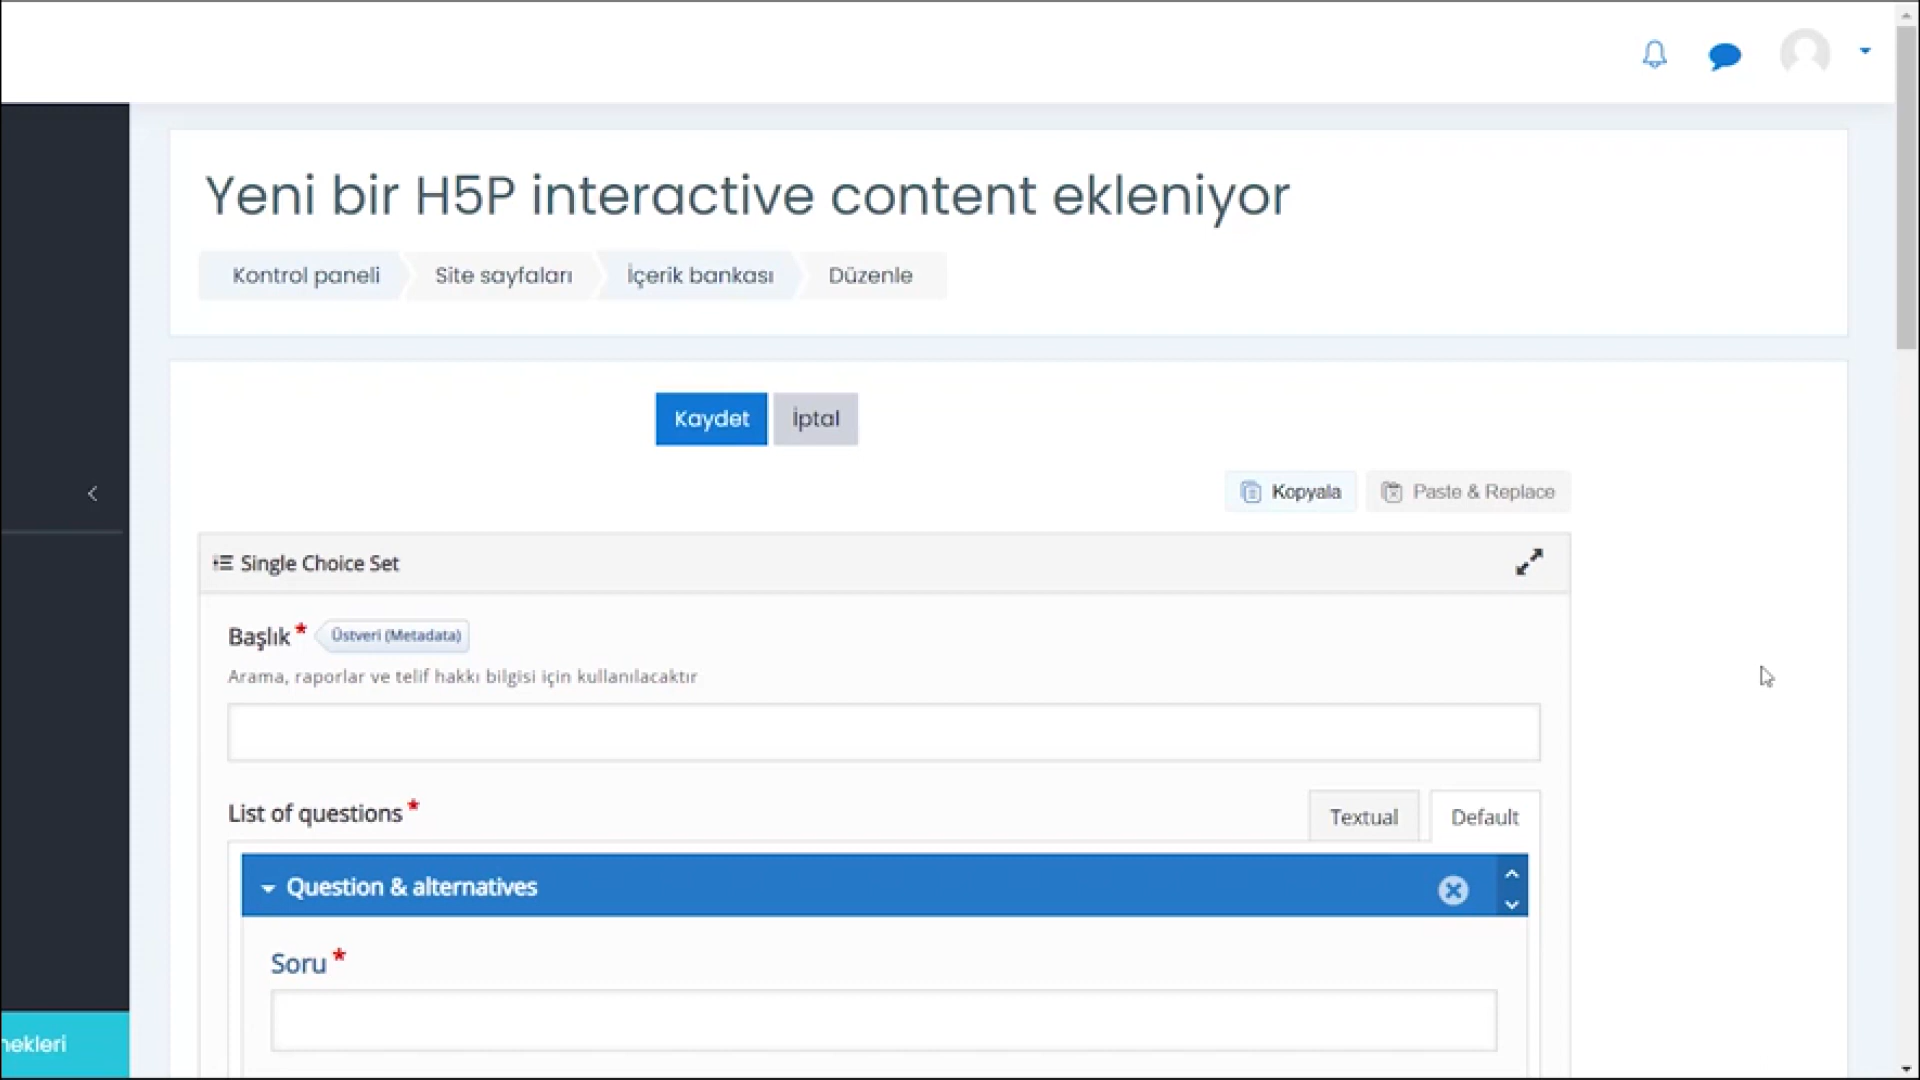 Yeni bir H5P interactive content ekleniyor
Kontrol paneli Site sayfaları İçerik bankası Düzenle
Kaydet İptal
Kopyala Paste & Replace
Single Choice Set
Başlık * Üstveri (Metadata)
Arama, raporlar ve telif hakkı bilgisi için kullanılacaktır
List of questions * Textual Default
Question & alternatives
Soru *
nekleri